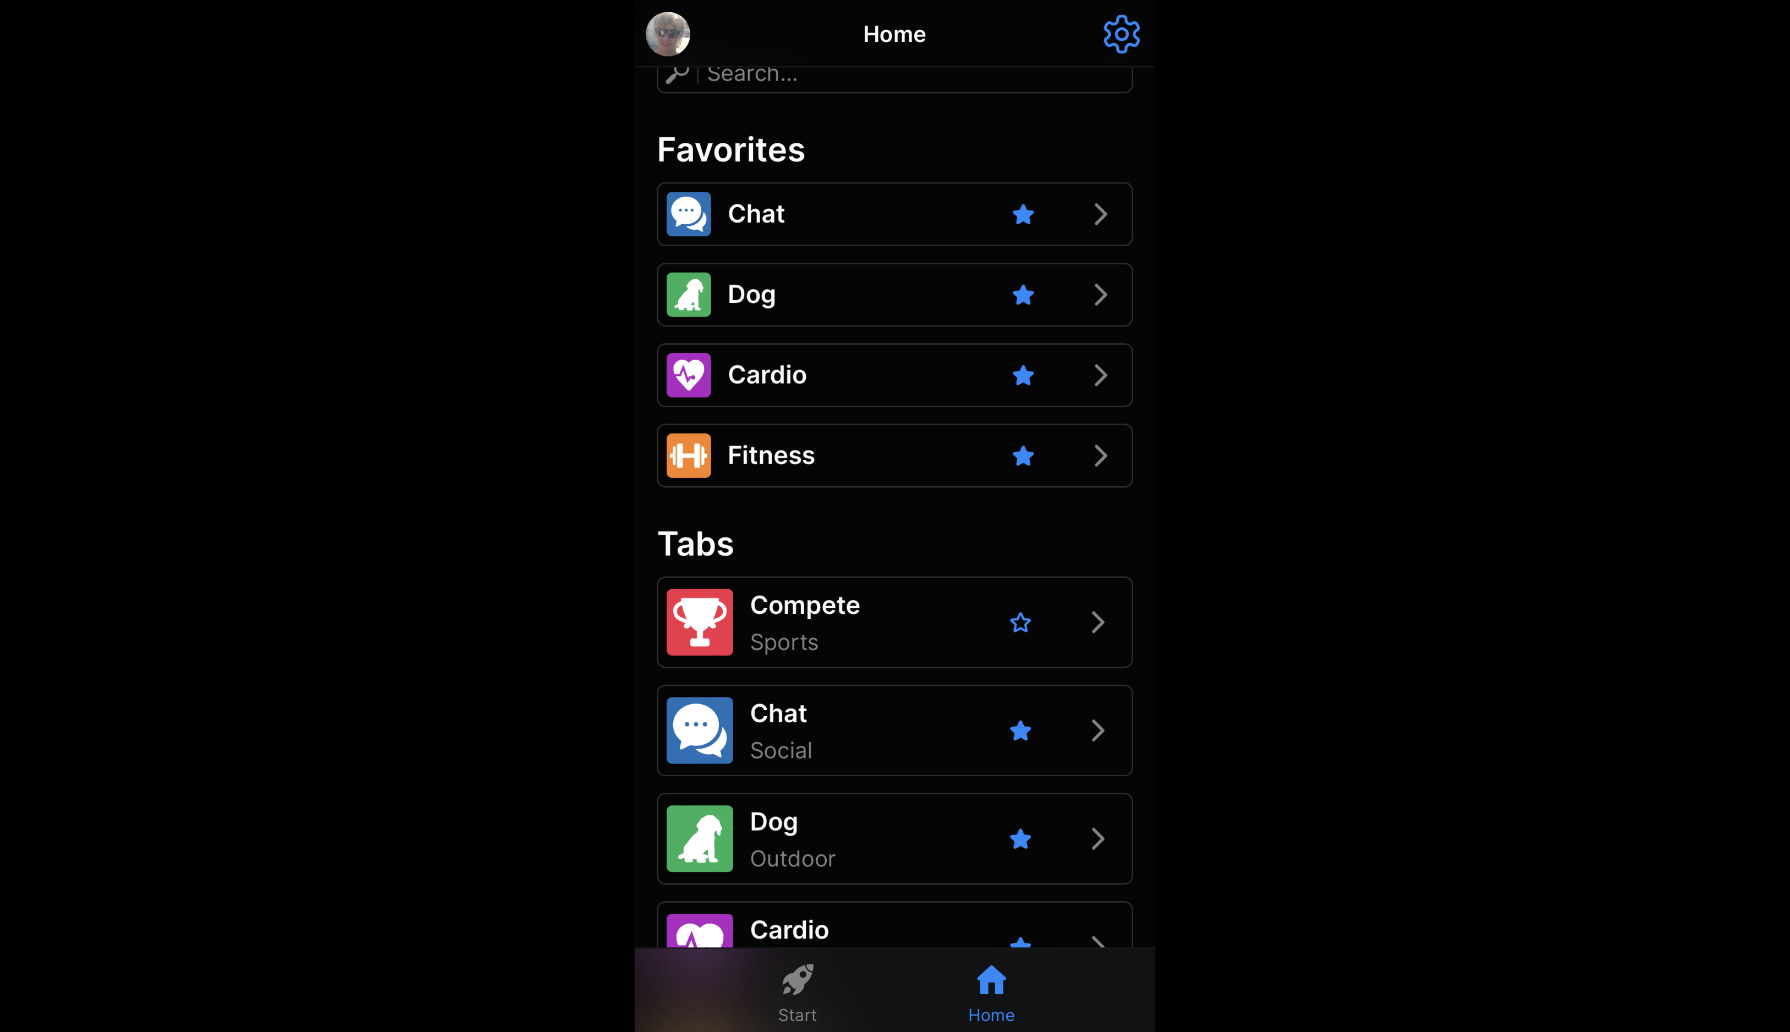 Home
Search...
Favorites
Chat
Dog
Cardio
Fitness
Tabs
Compete
Sports
Chat
Social
Dog
Outdoor
Cardio
Start
Home